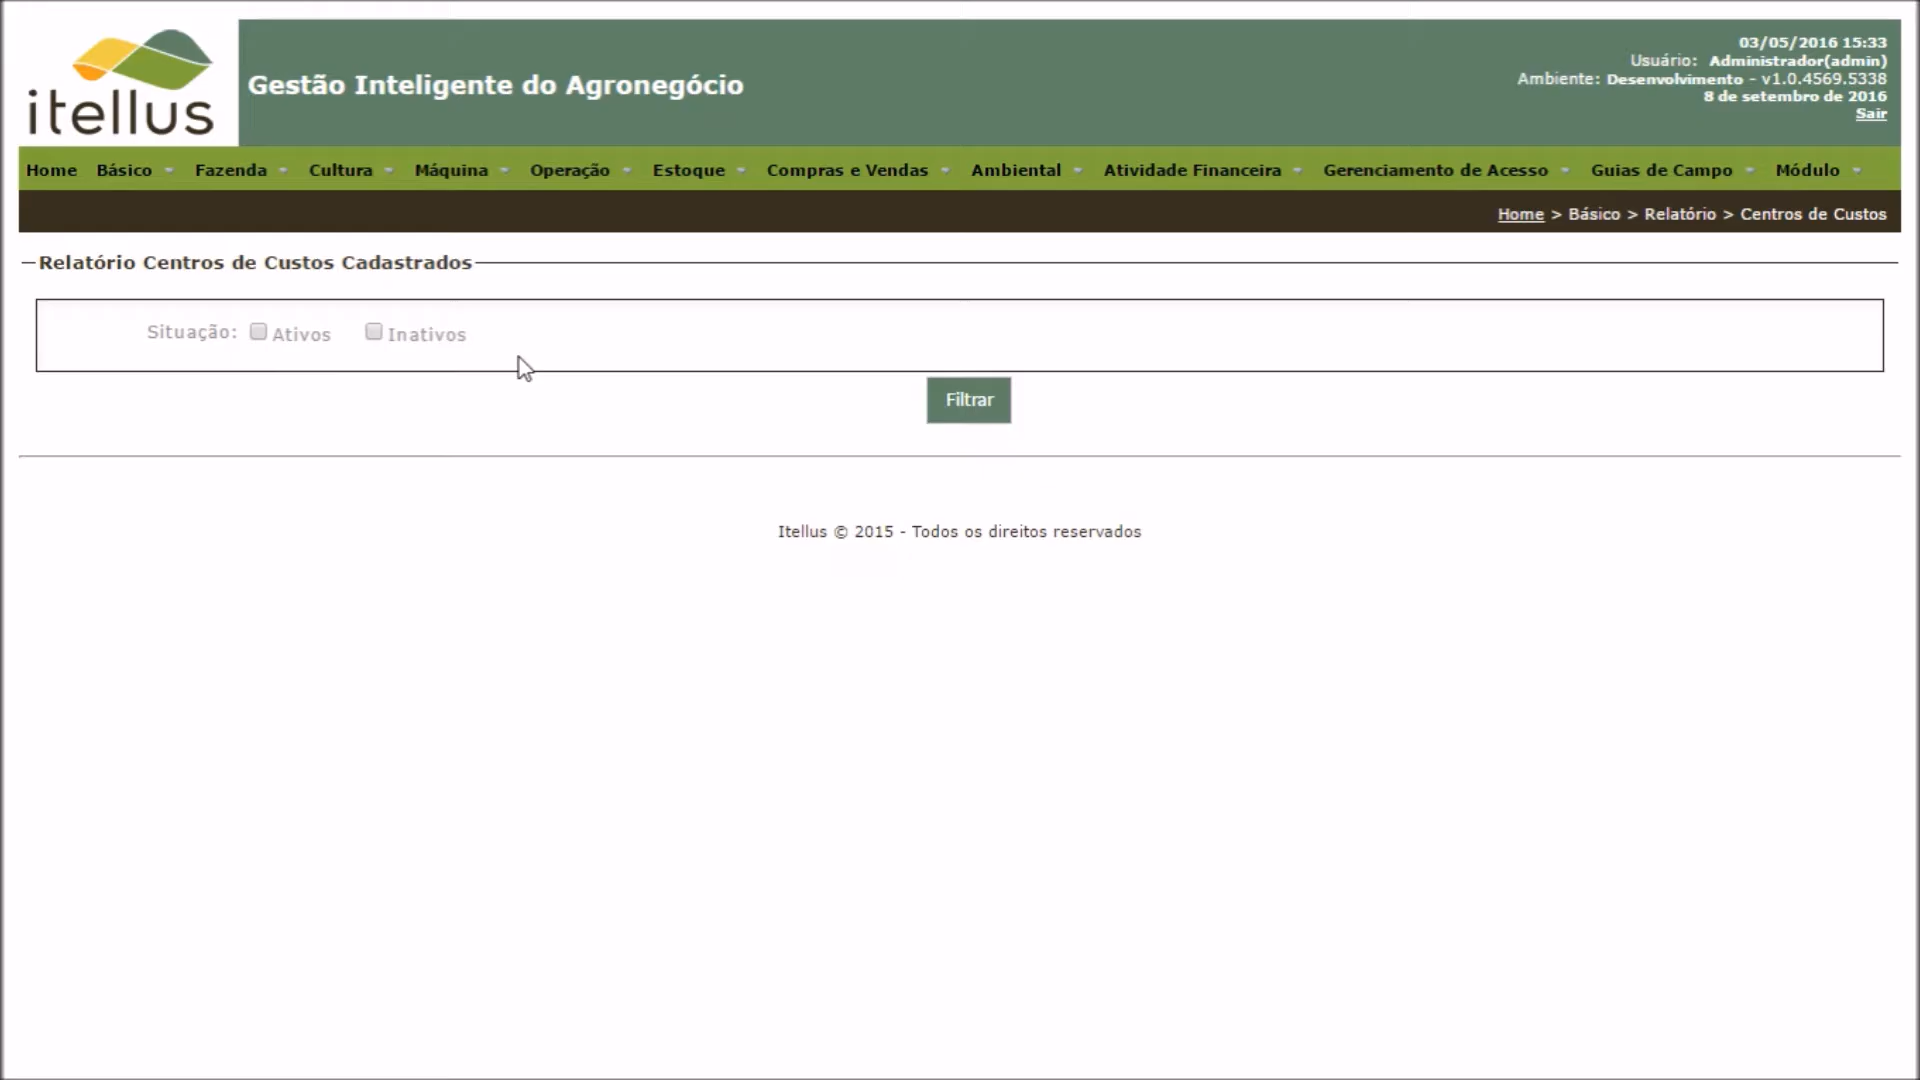 itellus
Gestão Inteligente do Agronegócio
03/05/2016 15:33
Usuário: Administrador(admin)
Ambiente: Desenvolvimento - v1.0.4569.5338
8 de setembro de 2016
Sair
Home Básico Fazenda Cultura Máquina Operação Estoque Compras e Vendas Ambiental Atividade Financeira Gerenciamento de Acesso Guias de Campo Módulo
Home > Básico > Relatório > Centros de Custos
Relatório Centros de Custos Cadastrados
Situação: Ativos Inativos
Filtrar
Itellus © 2015 - Todos os direitos reservados